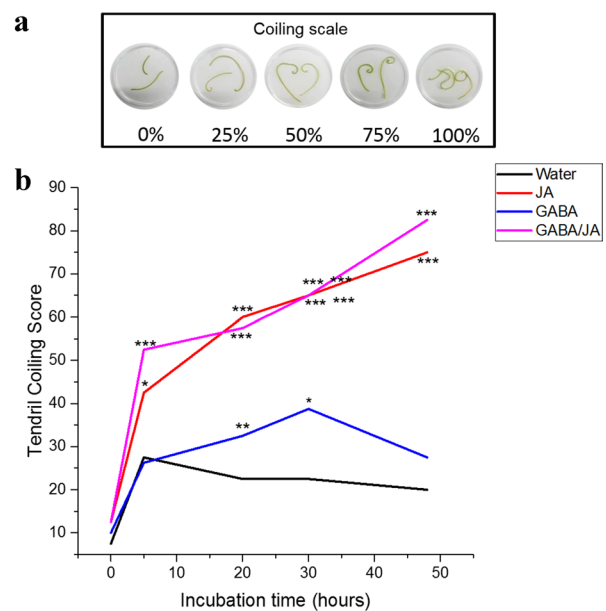 a
Coiling scale
0% 25% 50% 75% 100%
b
Water
JA
GABA
GABA/JA
Tendril Coiling Score
90
80
70
60
50
40
30
20
10
***
***
***
***
***
***
***
***
***
*
**
*
0 10 20 30 40 50
Incubation time (hours)